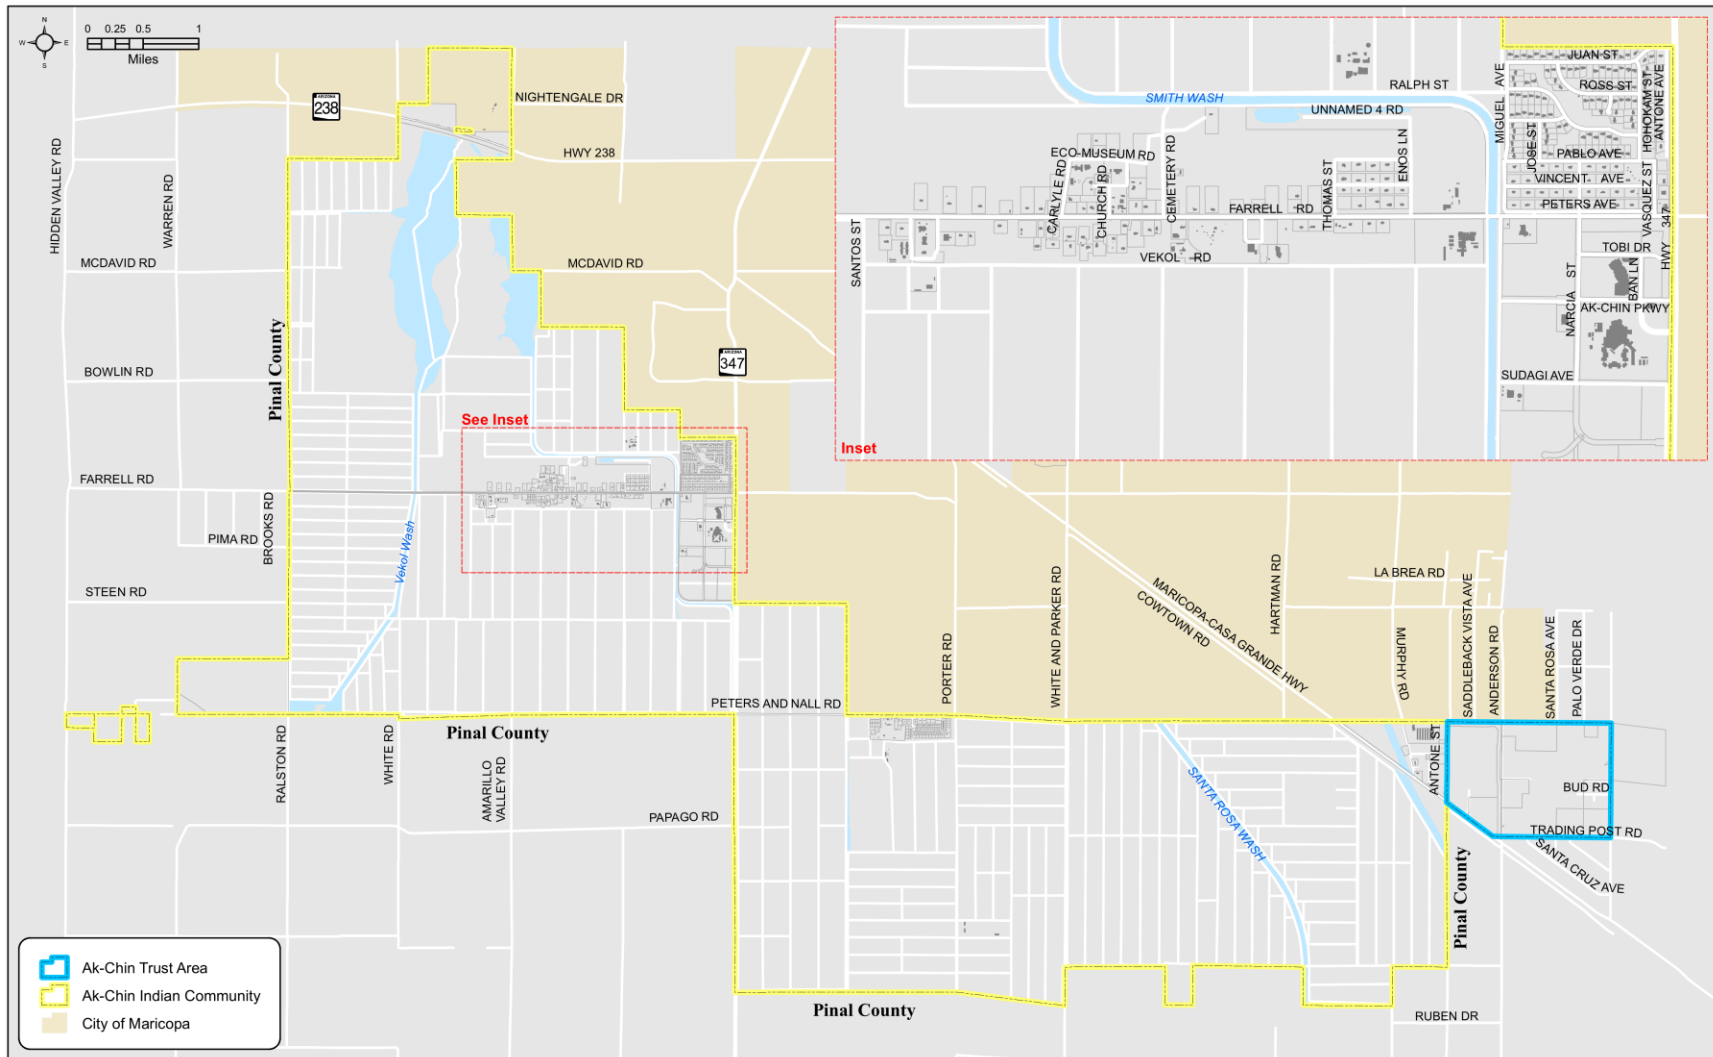 N
W
E
S
0 0.25 0.5 1
Miles
ARIZONA
238
NIGHTENGALE DR
HWY 238
HIDDEN VALLEY RD
WARREN RD
MCDAVID RD
MCDAVID RD
Pinal County
BOWLIN RD
ARIZONA
347
See Inset
FARRELL RD
BROOKS RD
PIMA RD
Vekol Wash
STEEN RD
RALSTON RD
WHITE RD
Pinal County
AMARILLO
VALLEY RD
PETERS AND NALL RD
PAPAGO RD
PORTER RD
WHITE AND PARKER RD
MARICOPA-CASA GRANDE HWY
COWTOWN RD
HARTMAN RD
LA BREA RD
MURPHY RD
SADDLEBACK VISTA AVE
ANDERSON RD
SANTA ROSA AVE
PALO VERDE DR
SANTA ROSA WASH
ANTONE ST
BUD RD
TRADING POST RD
SANTA CRUZ AVE
Pinal County
Pinal County
RUBEN DR
SMITH WASH
RALPH ST
UNNAMED 4 RD
MIGUEL AVE
JUAN ST
ROSS ST
HOHOKAM ST
ANTONE AVE
JOSE ST
PABLO AVE
VINCENT AVE
PETERS AVE
VASQUEZ ST
HWY 347
ECO-MUSEUM RD
CARLYLE RD
CHURCH RD
CEMETERY RD
THOMAS ST
ENOS LN
FARRELL RD
SANTOS ST
VEKOL RD
TOBI DR
NARCIA ST
BAN LN
AK-CHIN PKWY
SUDAGI AVE
Inset
Ak-Chin Trust Area
Ak-Chin Indian Community
City of Maricopa